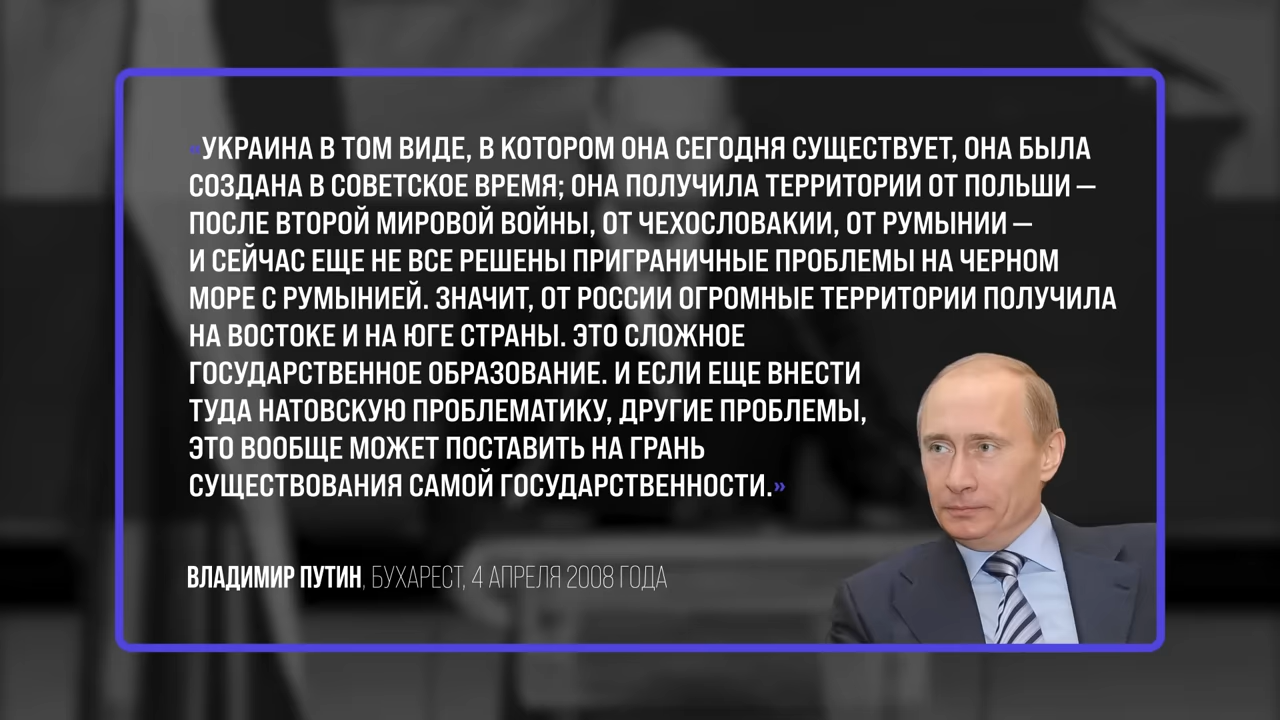 «УКРАИНА В ТОМ ВИДЕ, В КОТОРОМ ОНА СЕГОДНЯ СУЩЕСТВУЕТ, ОНА БЫЛА
СОЗДАНА В СОВЕТСКОЕ ВРЕМЯ; ОНА ПОЛУЧИЛА ТЕРРИТОРИИ ОТ ПОЛЬШИ –
ПОСЛЕ ВТОРОЙ МИРОВОЙ ВОЙНЫ, ОТ ЧЕХОСЛОВАКИИ, ОТ РУМЫНИИ –
И СЕЙЧАС ЕЩЕ НЕ ВСЕ РЕШЕНЫ ПРИГРАНИЧНЫЕ ПРОБЛЕМЫ НА ЧЕРНОМ
МОРЕ С РУМЫНИЕЙ. ЗНАЧИТ, ОТ РОССИИ ОГРОМНЫЕ ТЕРРИТОРИИ ПОЛУЧИЛА
НА ВОСТОКЕ И НА ЮГЕ СТРАНЫ. ЭТО СЛОЖНОЕ
ГОСУДАРСТВЕННОЕ ОБРАЗОВАНИЕ. И ЕСЛИ ЕЩЕ ВНЕСТИ
ТУДА НАТОВСКУЮ ПРОБЛЕМАТИКУ, ДРУГИЕ ПРОБЛЕМЫ,
ЭТО ВООБЩЕ МОЖЕТ ПОСТАВИТЬ НА ГРАНЬ
СУЩЕСТВОВАНИЯ САМОЙ ГОСУДАРСТВЕННОСТИ.»
ВЛАДИМИР ПУТИН, БУХАРЕСТ, 4 АПРЕЛЯ 2008 ГОДА